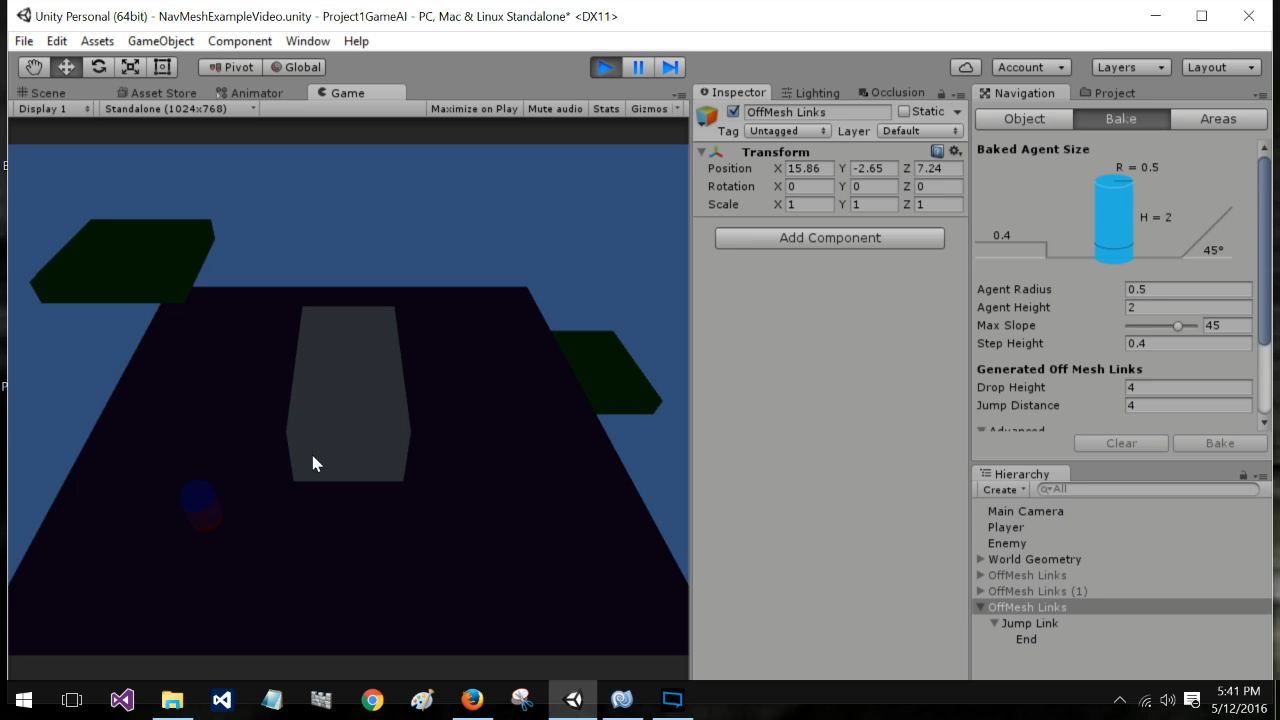 Unity Personal (64bit) - NavMeshExampleVideo.unity - Project1GameAI - PC, Mac & Linux Standalone* <DX11>
File Edit Assets GameObject Component Window Help
Pivot Global Account Layers Layout
Scene Asset Store Animator Game
Display 1 Standalone (1024x768) Maximize on Play Mute audio Stats Gizmos
Inspector Lighting Occlusion
OffMesh Links Static
Tag Untagged Layer Default
Transform
Position X 15.86 Y -2.65 Z 7.24
Rotation X 0 Y 0 Z 0
Scale X 1 Y 1 Z 1
Add Component
Navigation Project
Object Bake Areas
Baked Agent Size
R = 0.5
H = 2
0.4
45°
Agent Radius 0.5
Agent Height 2
Max Slope 45
Step Height 0.4
Generated Off Mesh Links
Drop Height 4
Jump Distance 4
Advanced
Clear Bake
Hierarchy
Create All
Main Camera
Player
Enemy
World Geometry
OffMesh Links
OffMesh Links (1)
OffMesh Links
Jump Link
End
5:41 PM
5/12/2016